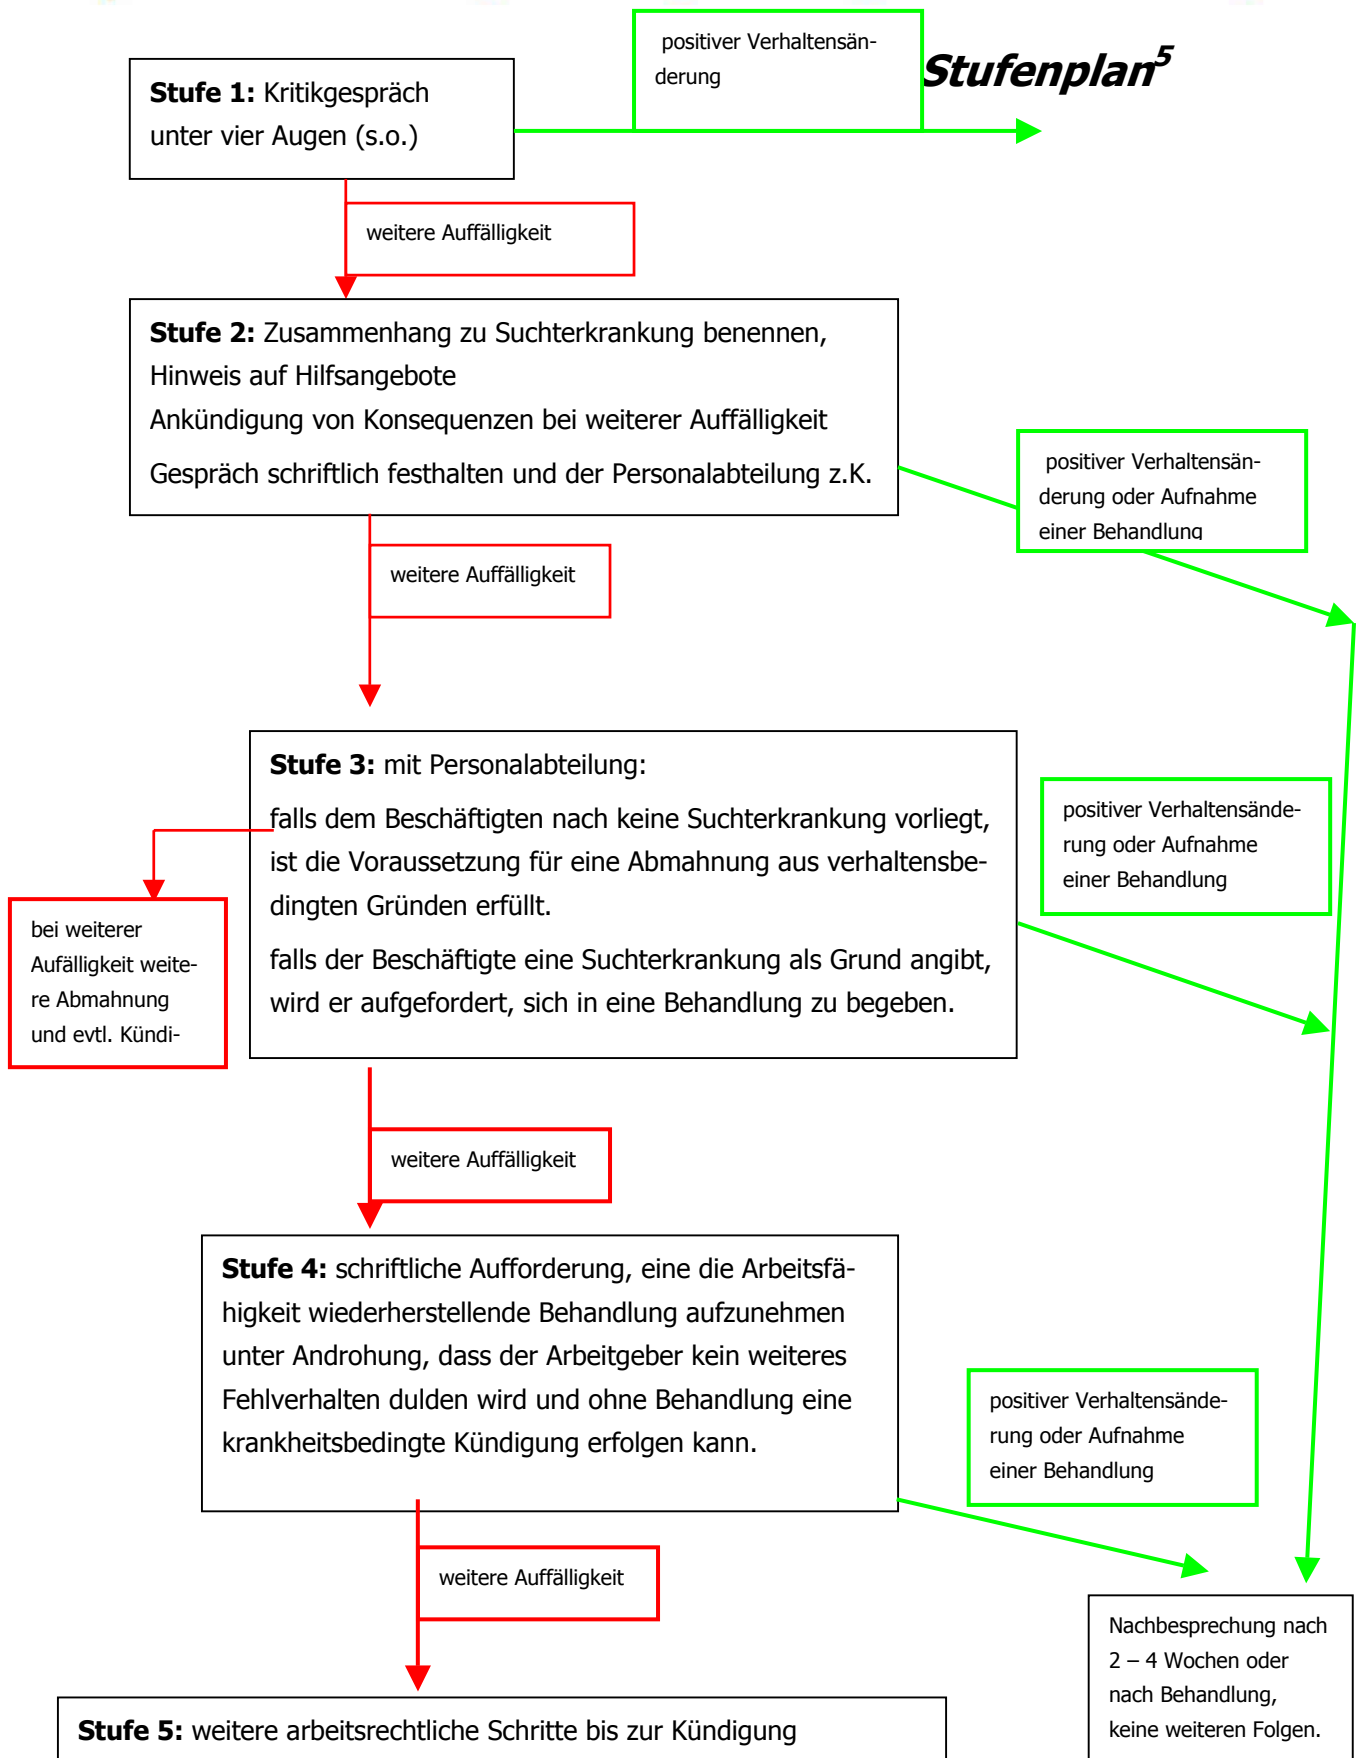 Stufenplan⁵
positiver Verhaltensän-
derung
Stufe 1: Kritikgespräch
unter vier Augen (s.o.)
weitere Auffälligkeit
Stufe 2: Zusammenhang zu Suchterkrankung benennen,
Hinweis auf Hilfsangebote
Ankündigung von Konsequenzen bei weiterer Auffälligkeit
Gespräch schriftlich festhalten und der Personalabteilung z.K.
positiver Verhaltensän-
derung oder Aufnahme
einer Behandlung
weitere Auffälligkeit
Stufe 3: mit Personalabteilung:
falls dem Beschäftigten nach keine Suchterkrankung vorliegt,
ist die Voraussetzung für eine Abmahnung aus verhaltensbe-
dingten Gründen erfüllt.
falls der Beschäftigte eine Suchterkrankung als Grund angibt,
wird er aufgefordert, sich in eine Behandlung zu begeben.
positiver Verhaltensände-
rung oder Aufnahme
einer Behandlung
bei weiterer
Aufälligkeit weite-
re Abmahnung
und evtl. Kündi-
weitere Auffälligkeit
Stufe 4: schriftliche Aufforderung, eine die Arbeitsfä-
higkeit wiederherstellende Behandlung aufzunehmen
unter Androhung, dass der Arbeitgeber kein weiteres
Fehlverhalten dulden wird und ohne Behandlung eine
krankheitsbedingte Kündigung erfolgen kann.
positiver Verhaltensände-
rung oder Aufnahme
einer Behandlung
weitere Auffälligkeit
Nachbesprechung nach
2 – 4 Wochen oder
nach Behandlung,
keine weiteren Folgen.
Stufe 5: weitere arbeitsrechtliche Schritte bis zur Kündigung